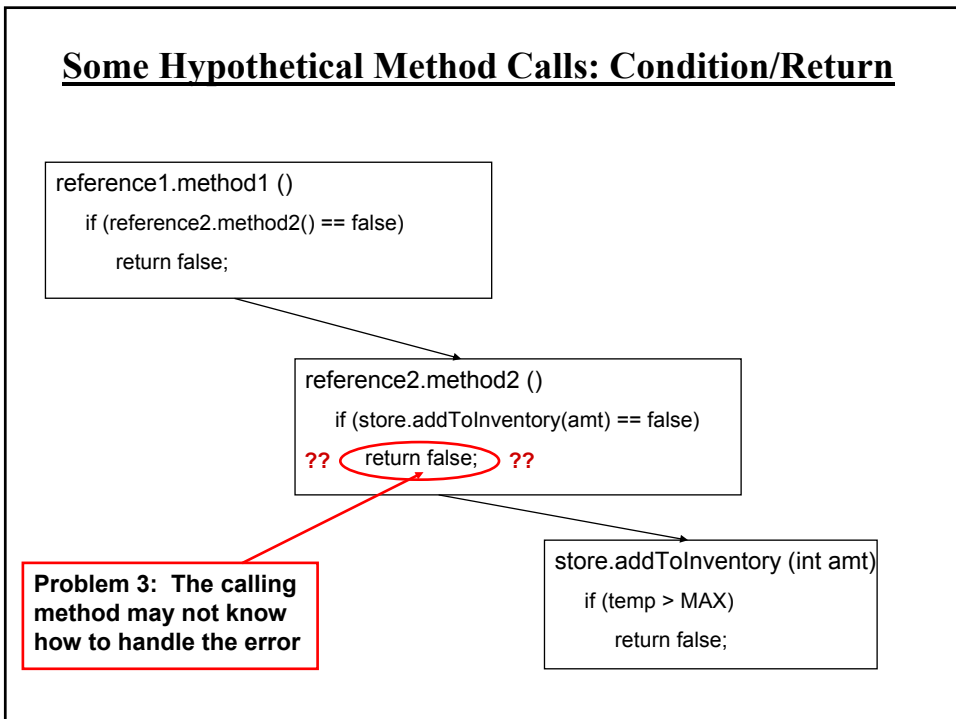 Some Hypothetical Method Calls: Condition/Return
reference1.method1 ()
if (reference2.method2() == false)
return false;
reference2.method2 ()
if (store.addToInventory(amt) == false)
?? return false; ??
Problem 3: The calling
method may not know
how to handle the error
store.addToInventory (int amt)
if (temp > MAX)
return false;